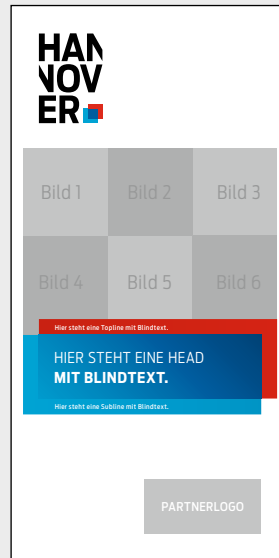 HAN
NOV
ER
Bild 1 Bild 2 Bild 3
Bild 4 Bild 5 Bild 6
Hier steht eine Topline mit Blindtext.
HIER STEHT EINE HEAD
MIT BLINDTEXT.
Hier steht eine Subline mit Blindtext.
PARTNERLOGO